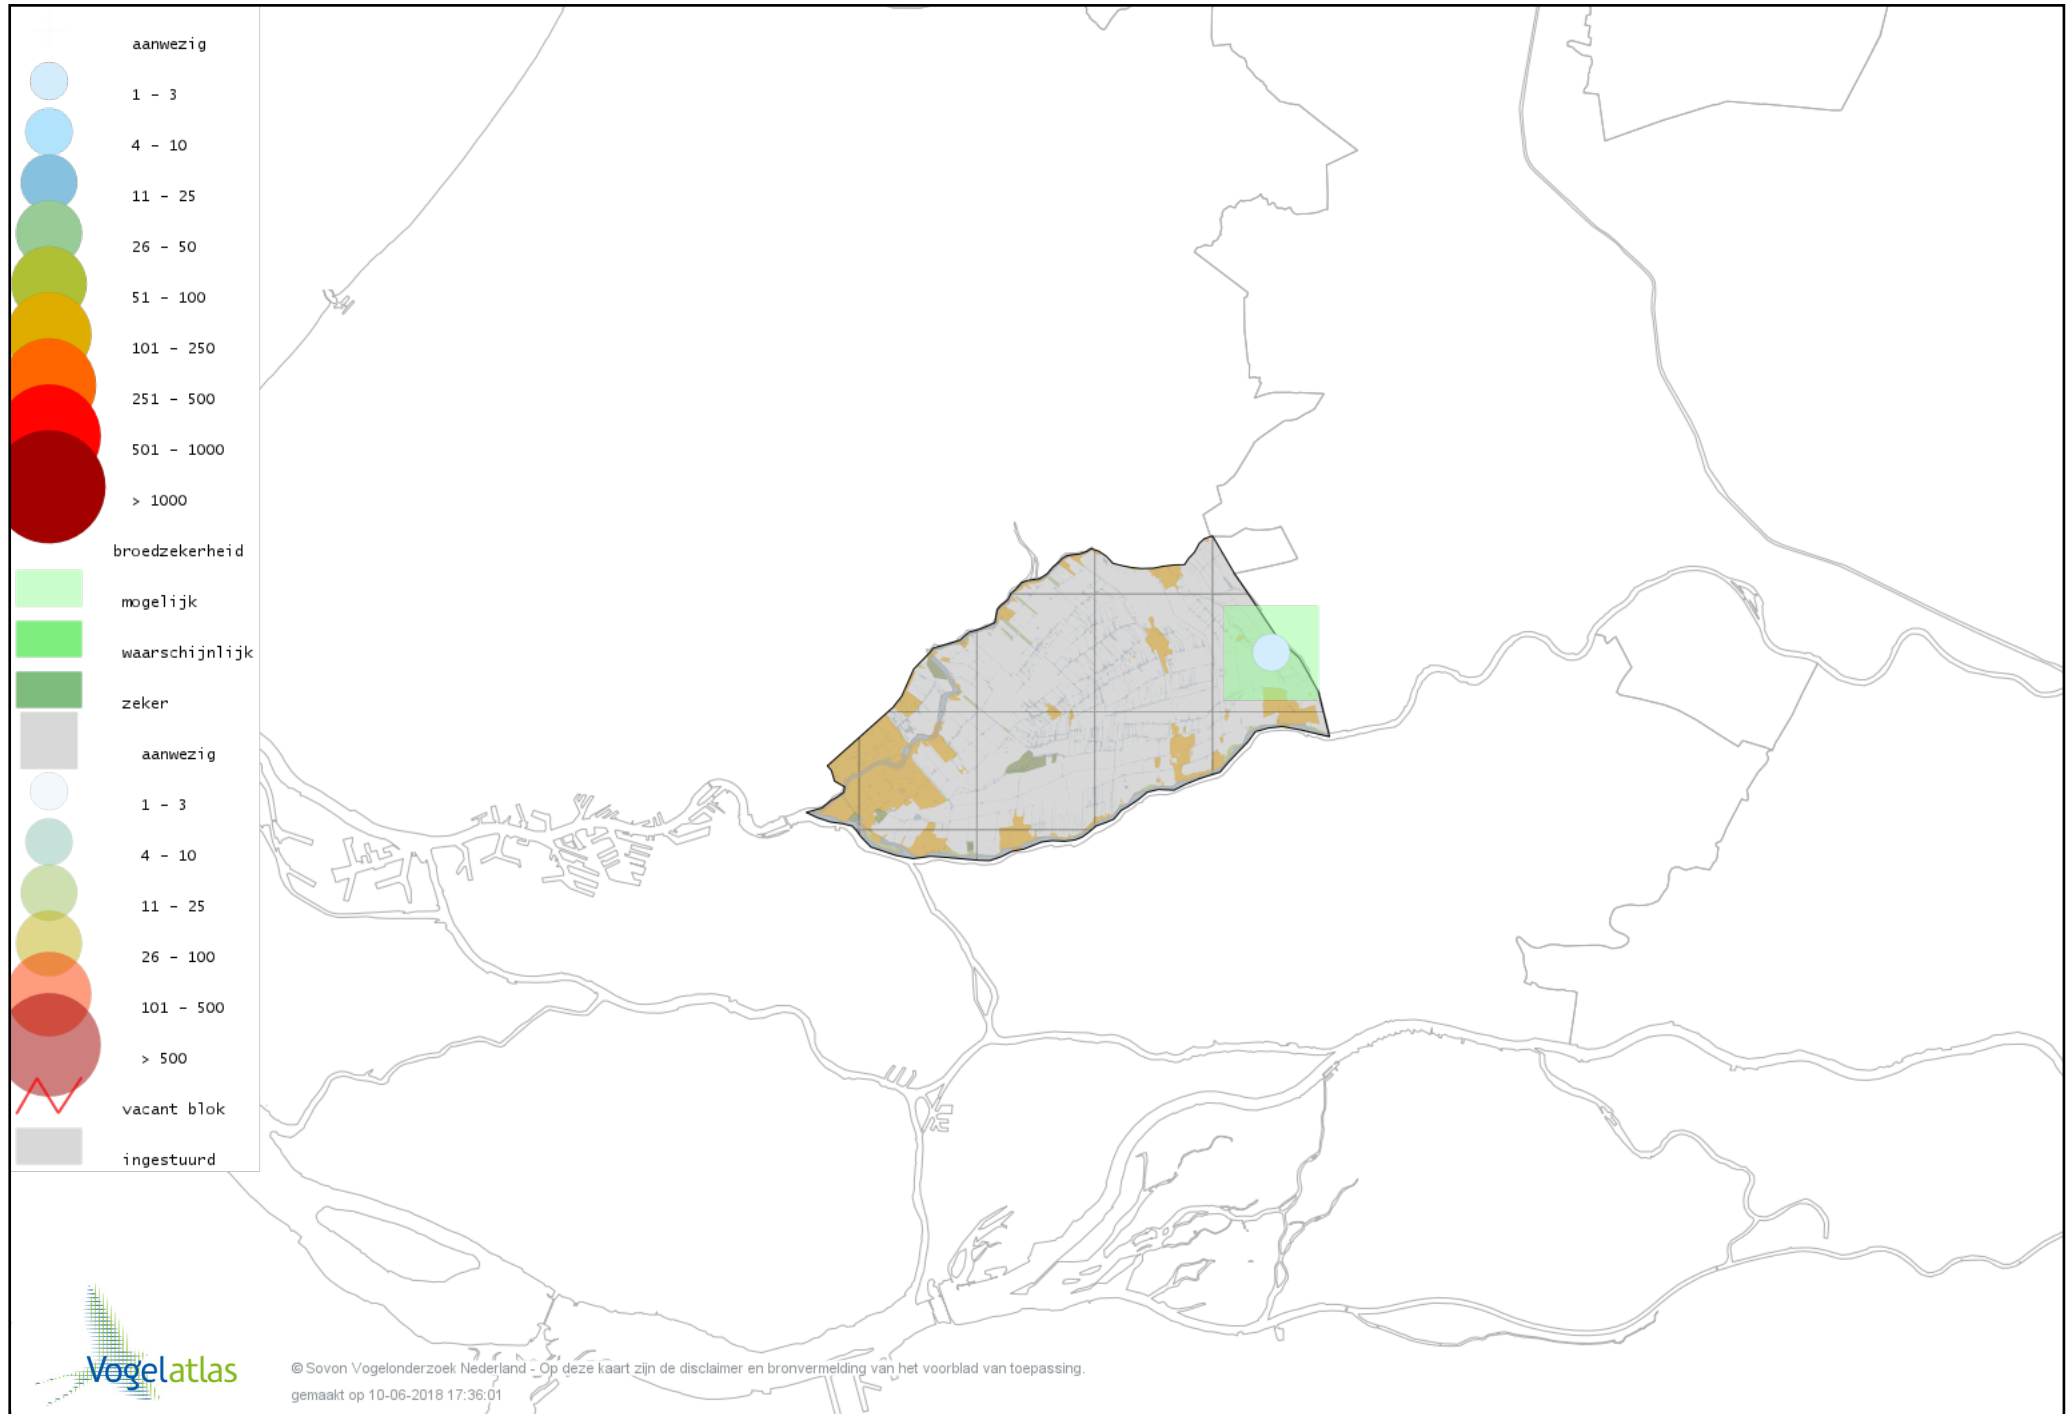 aanwezig
1 - 3
4 - 10
11 - 25
26 - 50
51 - 100
101 - 250
251 - 500
501 - 1000
> 1000
broedzekerheid
mogelijk
waarschijnlijk
zeker
aanwezig
1 - 3
4 - 10
11 - 25
26 - 100
101 - 500
> 500
vacant blok
ingestuurd
Vogelatlas
© Sovon Vogelonderzoek Nederland - Op deze kaart zijn de disclaimer en bronvermelding van het voorblad van toepassing.
gemaakt op 10-06-2018 17:36:01